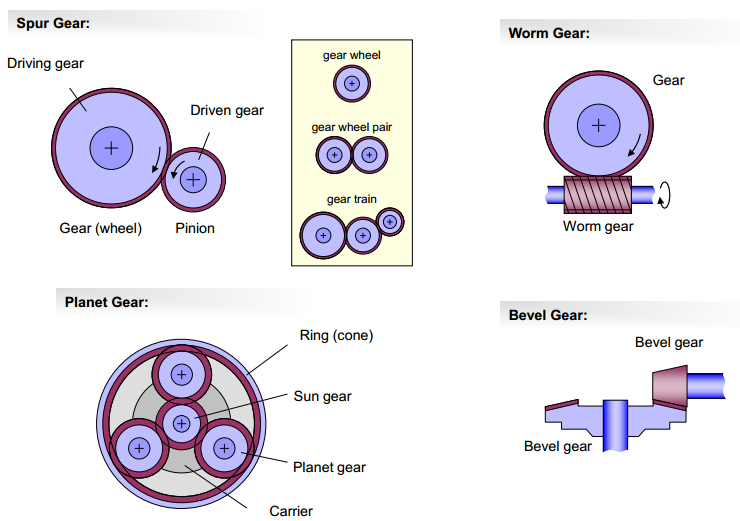 Spur Gear:
Driving gear
Driven gear
Gear (wheel)
Pinion
gear wheel
gear wheel pair
gear train
Worm Gear:
Gear
Worm gear
Planet Gear:
Ring (cone)
Sun gear
Planet gear
Carrier
Bevel Gear:
Bevel gear
Bevel gear